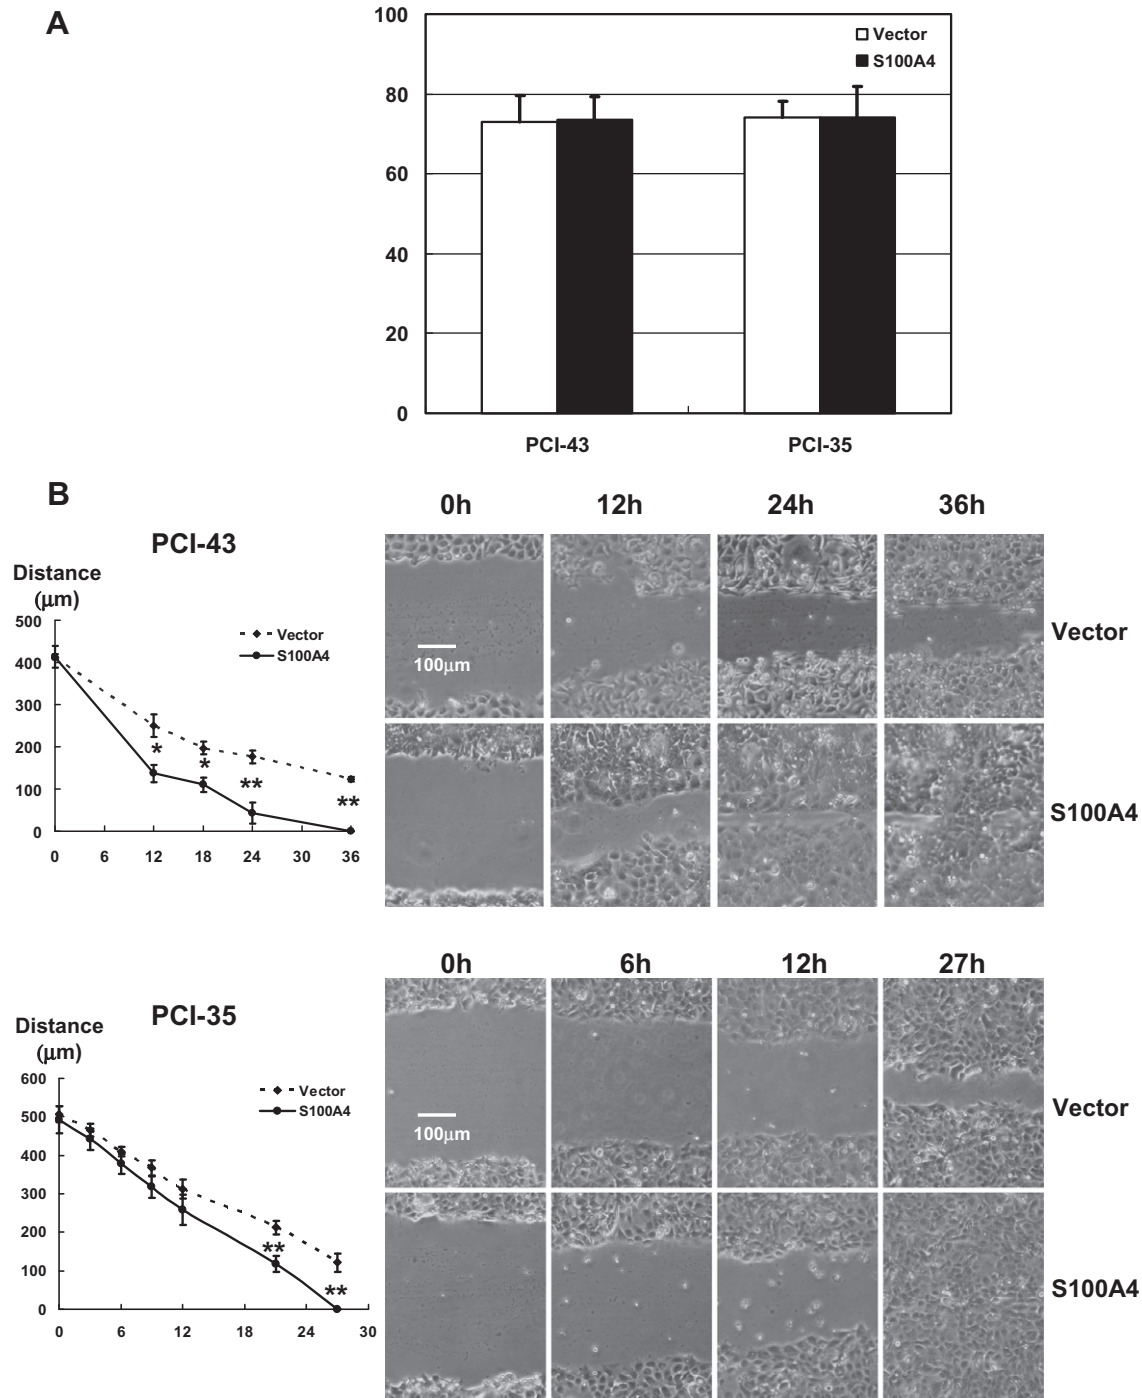 A
100
80
60
40
20
0
Vector
S100A4
PCI-43
PCI-35
B
0h
12h
24h
36h
PCI-43
Distance
(μm)
500
400
300
200
100
0
Vector
S100A4
*
*
**
**
0
12
18
24
36
100μm
Vector
S100A4
0h
6h
12h
27h
PCI-35
Distance
(μm)
600
500
400
300
200
100
0
Vector
S100A4
**
**
0
6
12
18
24
30
100μm
Vector
S100A4